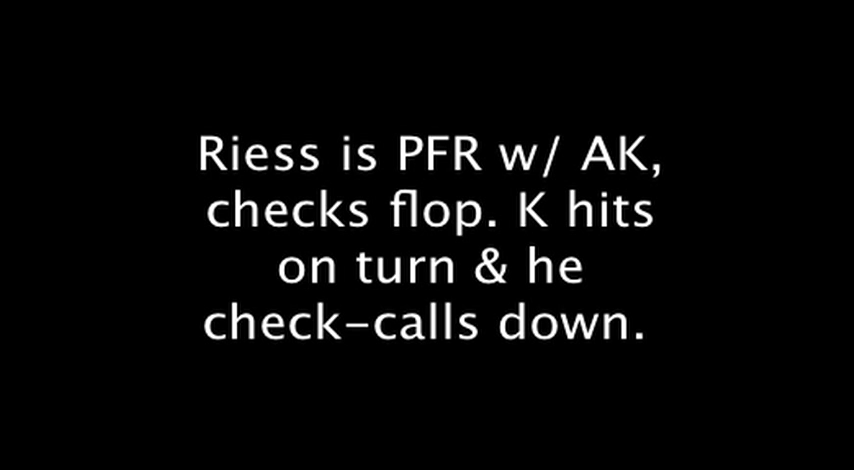 Riess is PFR w/ AK,
checks flop. K hits
on turn & he
check-calls down.